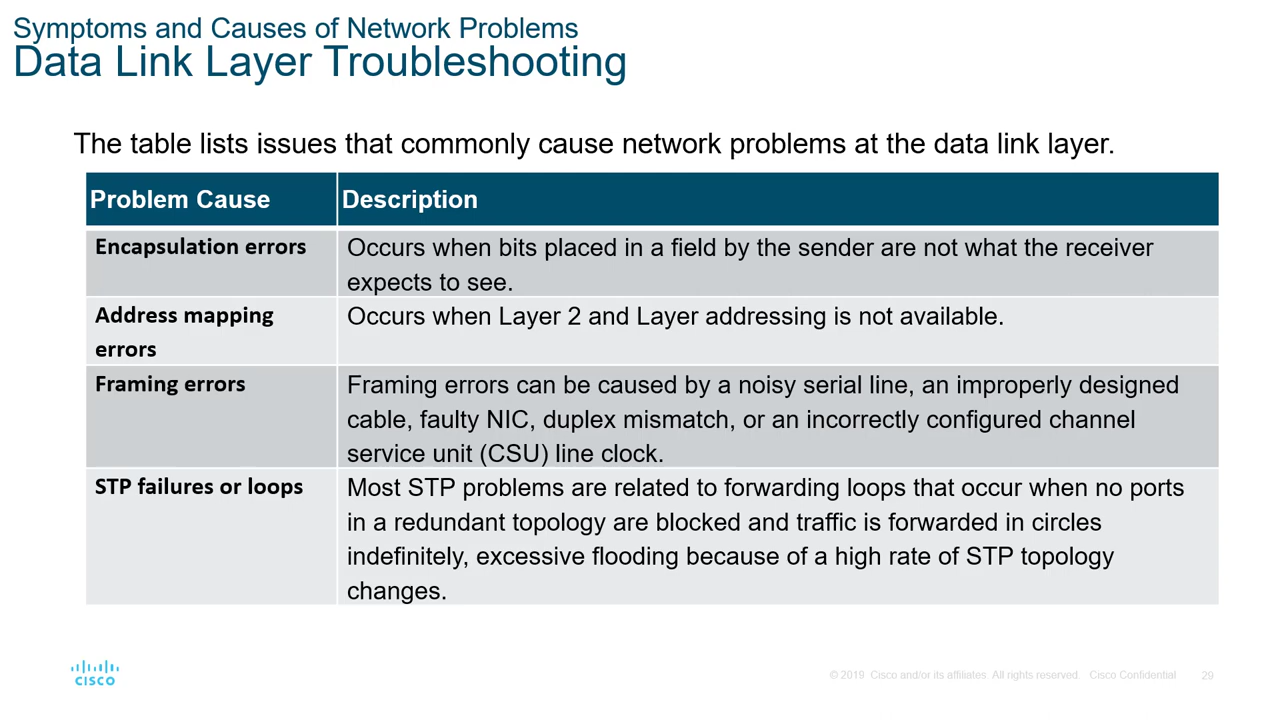 Symptoms and Causes of Network Problems
Data Link Layer Troubleshooting
The table lists issues that commonly cause network problems at the data link layer.
Problem Cause
Description
Encapsulation errors
Occurs when bits placed in a field by the sender are not what the receiver
expects to see.
Address mapping
errors
Occurs when Layer 2 and Layer addressing is not available.
Framing errors
Framing errors can be caused by a noisy serial line, an improperly designed
cable, faulty NIC, duplex mismatch, or an incorrectly configured channel
service unit (CSU) line clock.
STP failures or loops
Most STP problems are related to forwarding loops that occur when no ports
in a redundant topology are blocked and traffic is forwarded in circles
indefinitely, excessive flooding because of a high rate of STP topology
changes.
CISCO
© 2019 Cisco and/or its affiliates. All rights reserved. Cisco Confidential
29